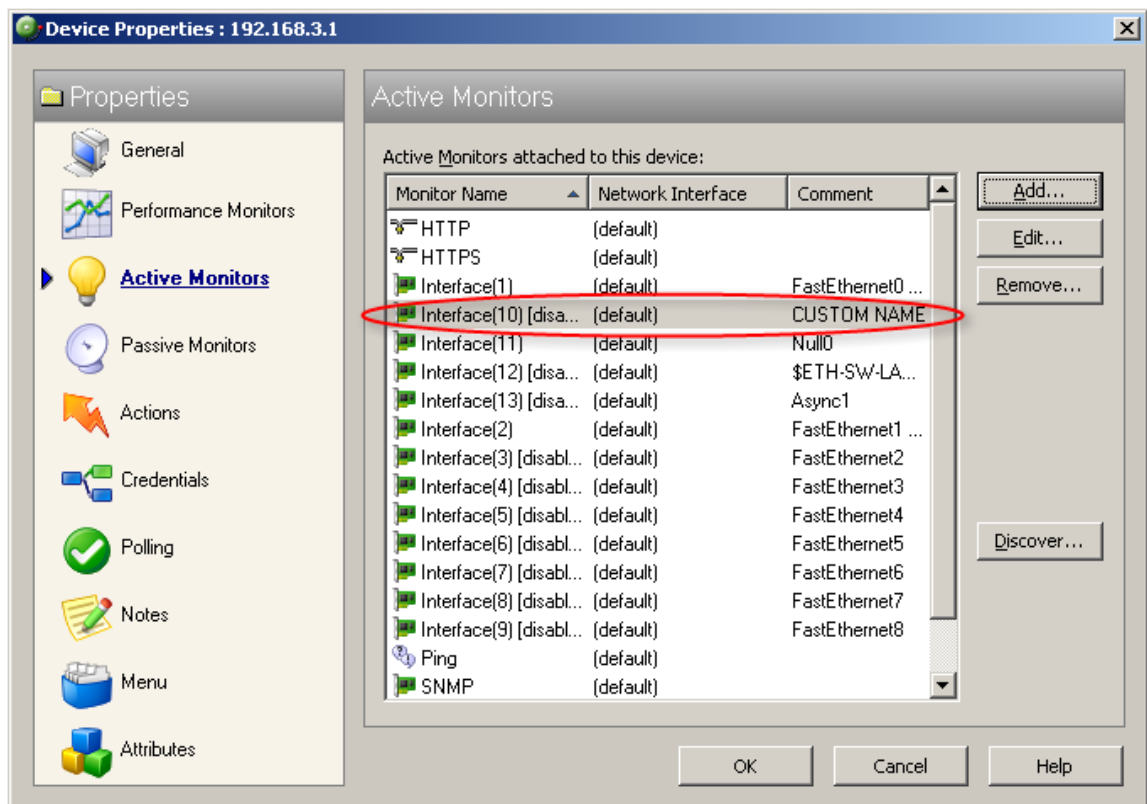 Device Properties : 192.168.3.1
Properties
General
Performance Monitors
Active Monitors
Passive Monitors
Actions
Credentials
Polling
Notes
Menu
Attributes
Active Monitors
Active Monitors attached to this device:
Monitor Name Network Interface Comment
HTTP (default)
HTTPS (default)
Interface(1) (default) FastEthernet0 ...
Interface(10) [disa... (default) CUSTOM NAME
Interface(11) (default) Null0
Interface(12) [disa... (default) $ETH-SW-LA...
Interface(13) [disa... (default) Async1
Interface(2) (default) FastEthernet1 ...
Interface(3) [disabl... (default) FastEthernet2
Interface(4) [disabl... (default) FastEthernet3
Interface(5) [disabl... (default) FastEthernet4
Interface(6) [disabl... (default) FastEthernet5
Interface(7) [disabl... (default) FastEthernet6
Interface(8) [disabl... (default) FastEthernet7
Interface(9) [disabl... (default) FastEthernet8
Ping (default)
SNMP (default)
Add...
Edit...
Remove...
Discover...
OK Cancel Help